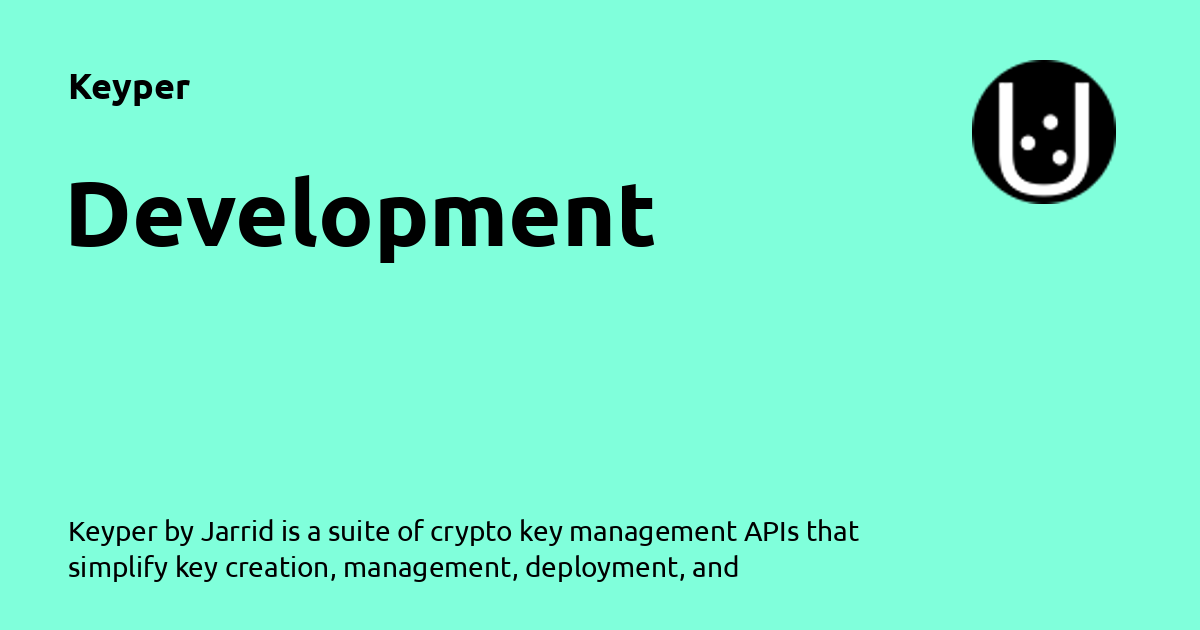 Keyper
Development
Keyper by Jarrid is a suite of crypto key management APIs that
simplify key creation, management, deployment, and